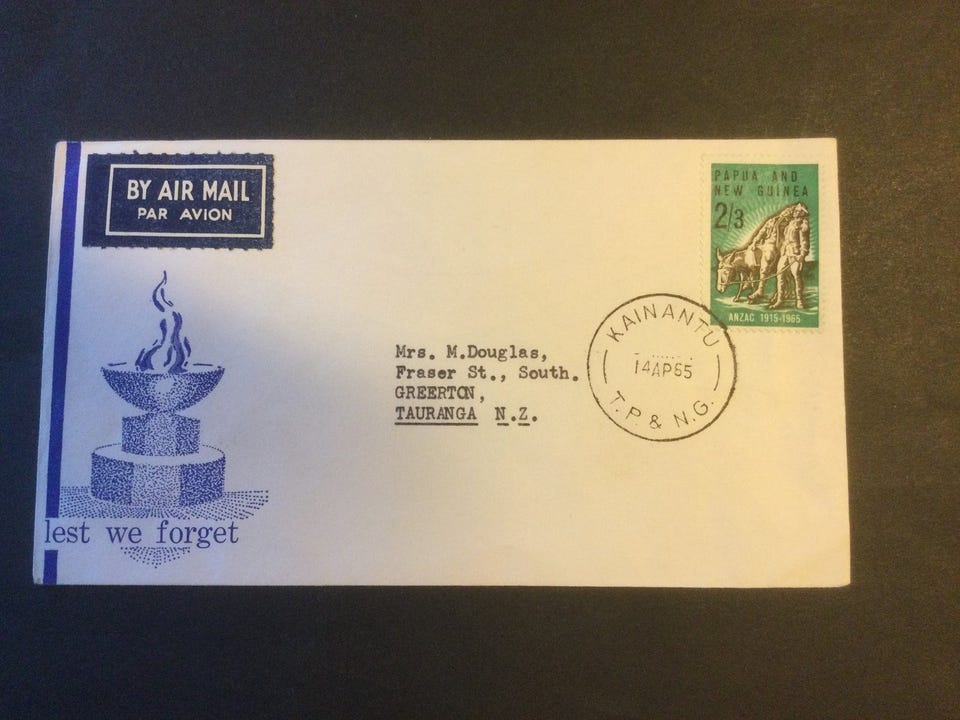 BY AIR MAIL
PAR AVION
PAPUA AND
NEW GUINEA
2/3
ANZAC 1915-1965
KAINANTU
14AP65
T.P. & N.G.
Mrs. M.Douglas,
Fraser St., South.
GREERTON,
TAURANGA N.Z.
lest we forget